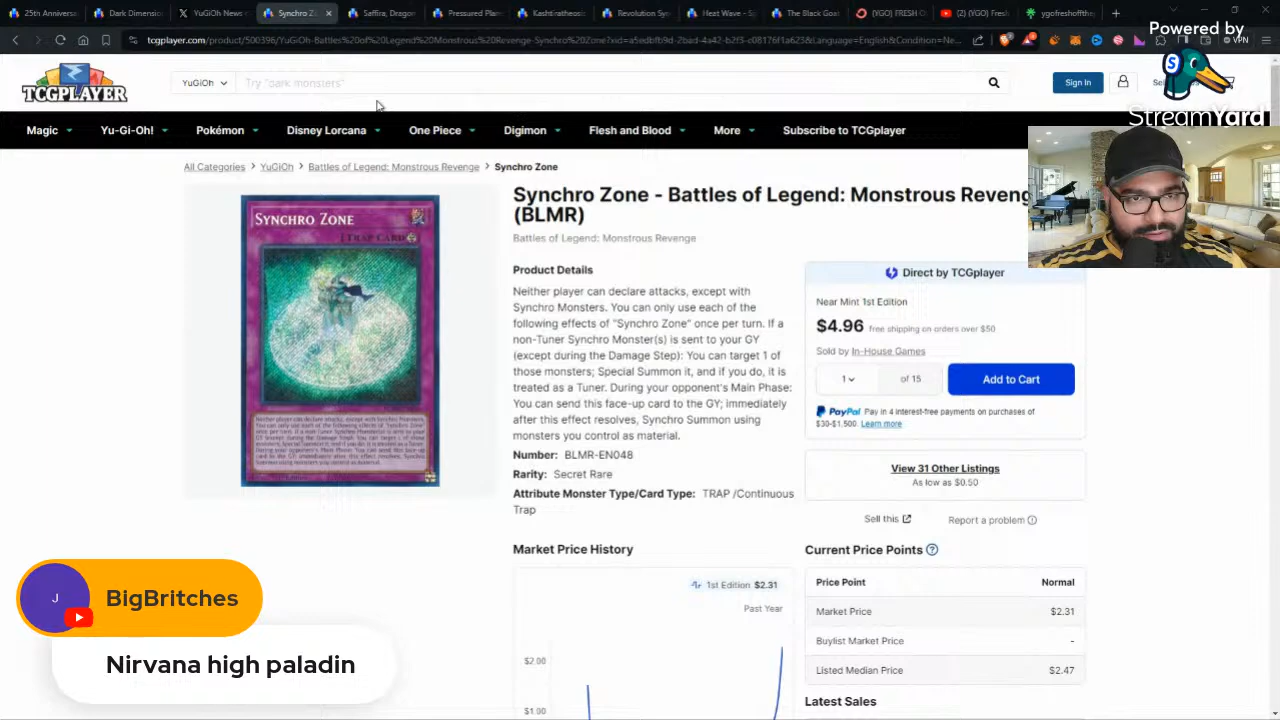 25th Annivers
Dark Dimension
YuGiOh News
Synchro Z
Saffira, Dragon
Pressured Plan
Kashtiratheosis
Revolution Syn
Heat Wave - S
The Black Goat
(YGO) FRESH O
(2) (YGO) Fresh
ygofreshoffthe
tcgplayer.com/product/500396/YuGiOh-Battles%20of%20Legend%20Monstrous%20Revenge-Synchro%20Zone?
VPN
Powered by
StreamYard
TCGPLAYER
YuGiOh
Try "dark monsters"
Sign In
Magic
Yu-Gi-Oh!
Pokémon
Disney Lorcana
One Piece
Digimon
Flesh and Blood
More
Subscribe to TCGplayer
All Categories > YuGiOh > Battles of Legend: Monstrous Revenge > Synchro Zone
SYNCHRO ZONE
[TRAP CARD
Synchro Zone - Battles of Legend: Monstrous Reveng
(BLMR)
Battles of Legend: Monstrous Revenge
Product Details
Neither player can declare attacks, except with
Synchro Monsters. You can only use each of the
following effects of "Synchro Zone" once per turn. If a
non-Tuner Synchro Monster(s) is sent to your GY
(except during the Damage Step): You can target 1 of
those monsters; Special Summon it, and if you do, it is
treated as a Tuner. During your opponent's Main Phase:
You can send this face-up card to the GY; immediately
after this effect resolves, Synchro Summon using
monsters you control as material.
Number: BLMR-EN048
Rarity: Secret Rare
Attribute Monster Type/Card Type: TRAP /Continuous
Trap
Direct by TCGplayer
Near Mint 1st Edition
$4.96 free shipping on orders over $50
Sold by In-House Games
1
of 15
Add to Cart
PayPal Pay in 4 interest-free payments on purchases of
$30-$1,500. Learn more
View 31 Other Listings
As low as $0.50
Sell this
Report a problem
Market Price History
1st Edition $2.31
Past Year
$2.00
$1.00
Current Price Points
Price Point
Normal
Market Price
$2.31
Buylist Market Price
-
Listed Median Price
$2.47
Latest Sales
J
BigBritches
Nirvana high paladin